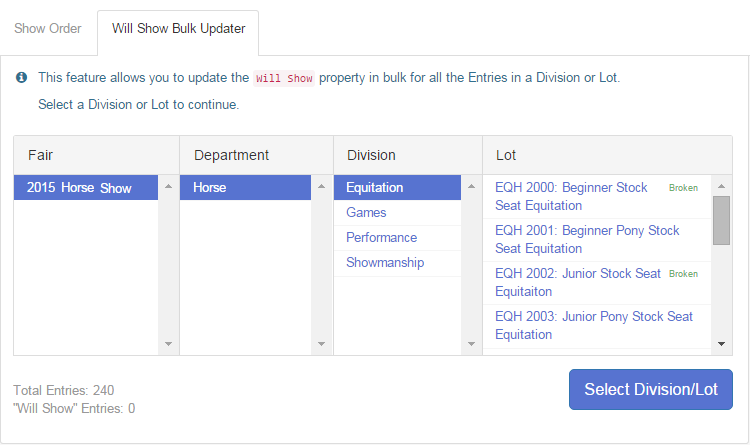 Show Order
Will Show Bulk Updater
This feature allows you to update the Will Show property in bulk for all the Entries in a Division or Lot.
Select a Division or Lot to continue.
Fair
Department
Division
Lot
2015 Horse Show
Horse
Equitation
Games
Performance
Showmanship
EQH 2000: Beginner Stock Broken
Seat Equitation
EQH 2001: Beginner Pony Stock
Seat Equitation
EQH 2002: Junior Stock Seat Broken
Equitaiton
EQH 2003: Junior Pony Stock Seat
Equitation
Total Entries: 240
"Will Show" Entries: 0
Select Division/Lot